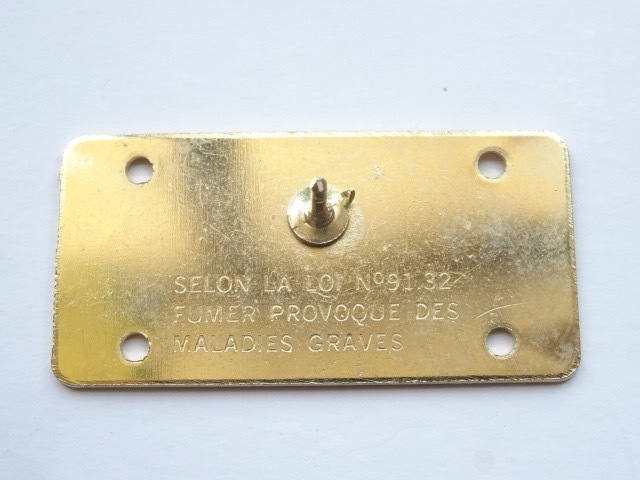 SELON LA LOI Nº91.32
FUMER PROVOQUE DES
MALADIES GRAVES